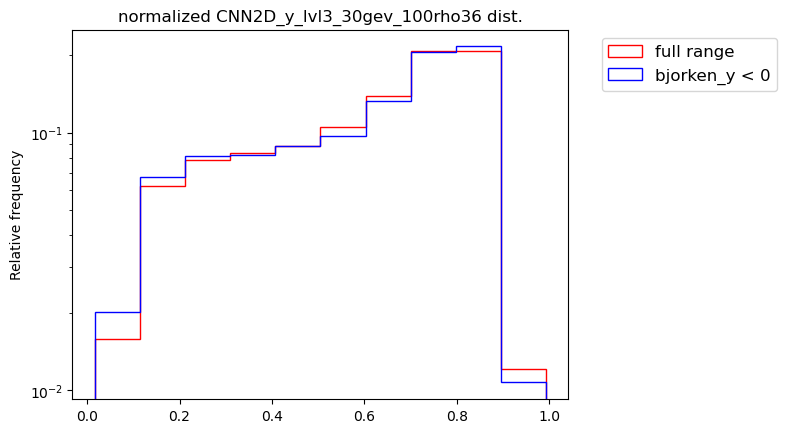 normalized CNN2D_y_lvl3_30gev_100rho36 dist.
full range
bjorken_y < 0
Relative frequency
10⁻¹
10⁻²
0.0 0.2 0.4 0.6 0.8 1.0